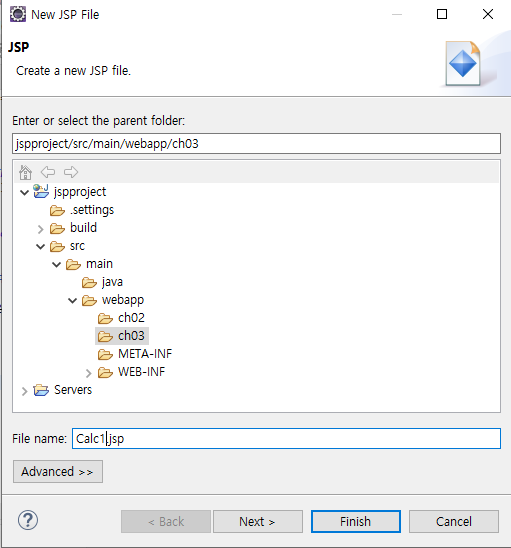 New JSP File
JSP
Create a new JSP file.
Enter or select the parent folder:
jspproject/src/main/webapp/ch03
jspproject
.settings
build
src
main
java
webapp
ch02
ch03
META-INF
WEB-INF
Servers
File name: Calc1.jsp
Advanced >>
< Back Next > Finish Cancel